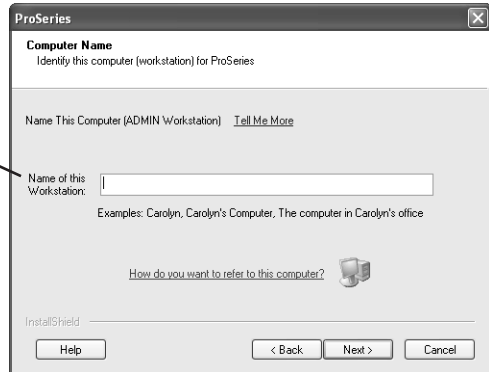 ProSeries
Computer Name
Identify this computer (workstation) for ProSeries
Name This Computer (ADMIN Workstation) Tell Me More
Name of this
Workstation:
Examples: Carolyn, Carolyn's Computer, The computer in Carolyn's office
How do you want to refer to this computer?
InstallShield
Help < Back Next > Cancel